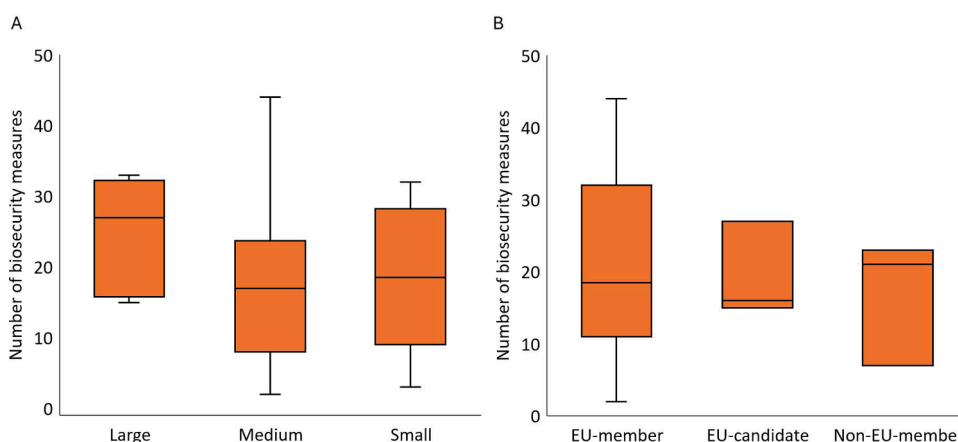 A
Number of biosecurity measures
50
40
30
20
10
0
Large Medium Small
B
Number of biosecurity measures
50
40
30
20
10
0
EU-member EU-candidate Non-EU-membe